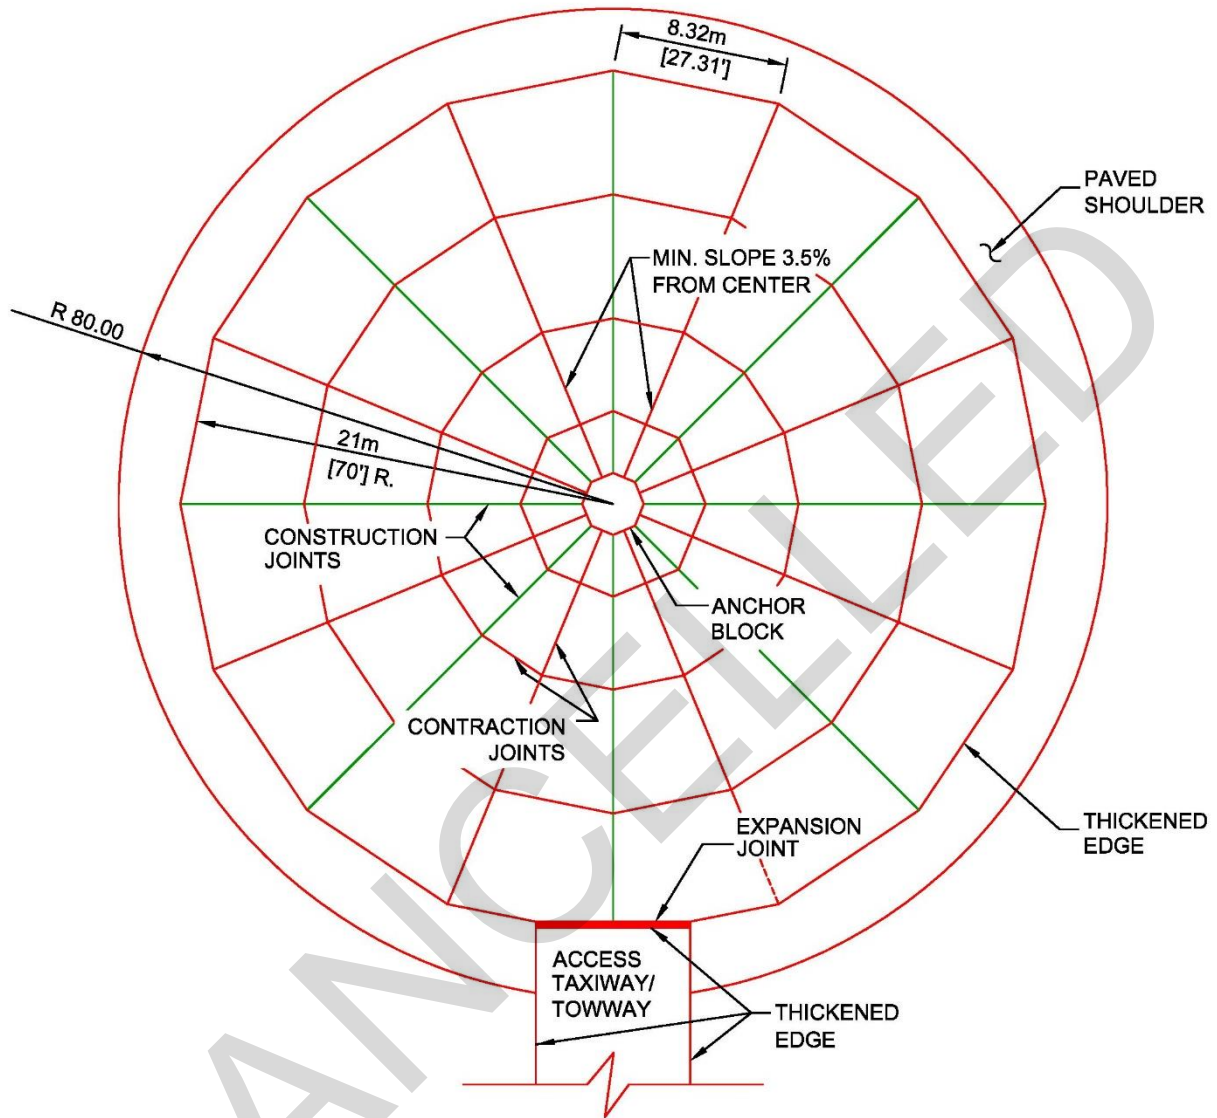 8.32m
[27.31']
PAVED
SHOULDER
MIN. SLOPE 3.5%
FROM CENTER
R 80.00
21m
[70'] R.
CONSTRUCTION
JOINTS
ANCHOR
BLOCK
CONTRACTION
JOINTS
EXPANSION
JOINT
THICKENED
EDGE
ACCESS
TAXIWAY/
TOWWAY
THICKENED
EDGE
CANCELLED